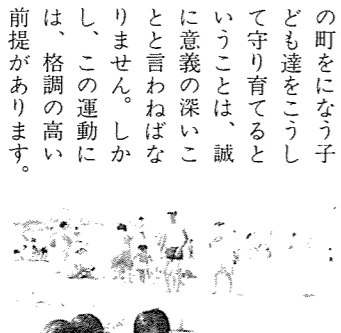 の町をになう子
ども達をこうし
て守り育てると
いうことは、誠
に意義の深いこ
とと言わねばな
りません。しか
し、この運動に
は、格調の高い
前提があります。